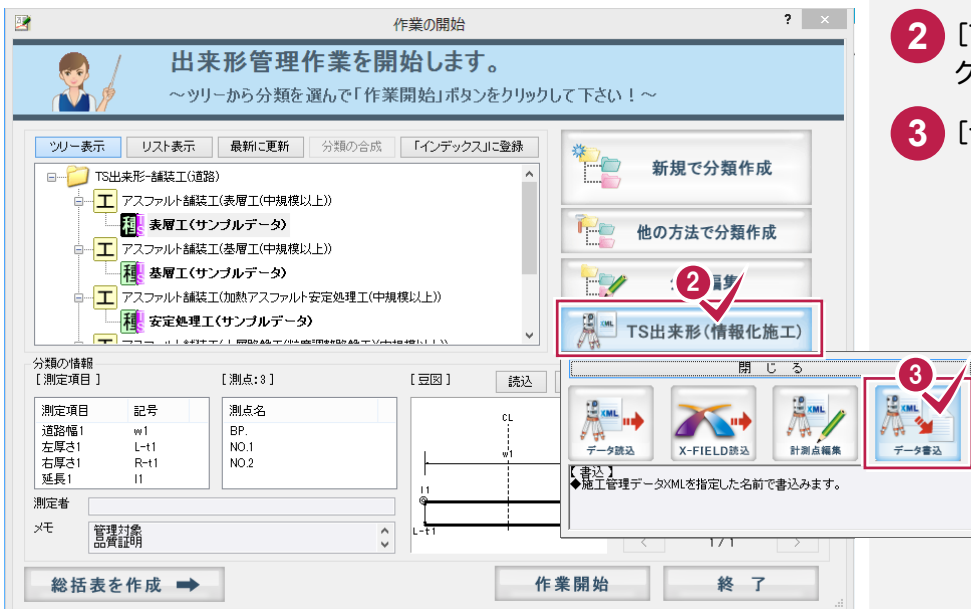 作業の開始
? ×
出来形管理作業を開始します。
～ツリーから分類を選んで「作業開始」ボタンをクリックして下さい！～
ツリー表示 リスト表示 最新に更新 分類の合成 「インデックス」に登録
TS出来形-舗装工(道路)
工 アスファルト舗装工(表層工(中規模以上))
種 表層工(サンプルデータ)
工 アスファルト舗装工(基層工(中規模以上))
種 基層工(サンプルデータ)
工 アスファルト舗装工(加熱アスファルト安定処理工(中規模以上))
種 安定処理工(サンプルデータ)
新規で分類作成
他の方法で分類作成
2
XML TS出来形(情報化施工)
分類の情報
[測定項目] [測点:3] [豆図] 読込
測定項目 記号 測点名
道路幅1 w1 BP.
左厚さ1 L-t1 NO.1
右厚さ1 R-t1 NO.2
延長1 l1
CL
w1
l1
L-t1
測定者
メモ 管理対象
品質証明
閉じる
3
XML データ読込 X-FIELD読込 XML 計測点編集 XML データ書込
【書込】
◆施工管理データXMLを指定した名前で書込みます。
< 1/1 >
総括表を作成 ➡ 作業開始 終了
2 [
3 [